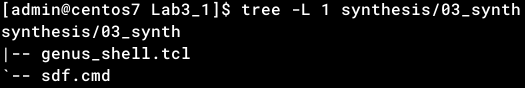 [admin@centos7 Lab3_1]$ tree -L 1 synthesis/03_synth
synthesis/03_synth
|-- genus_shell.tcl
`-- sdf.cmd